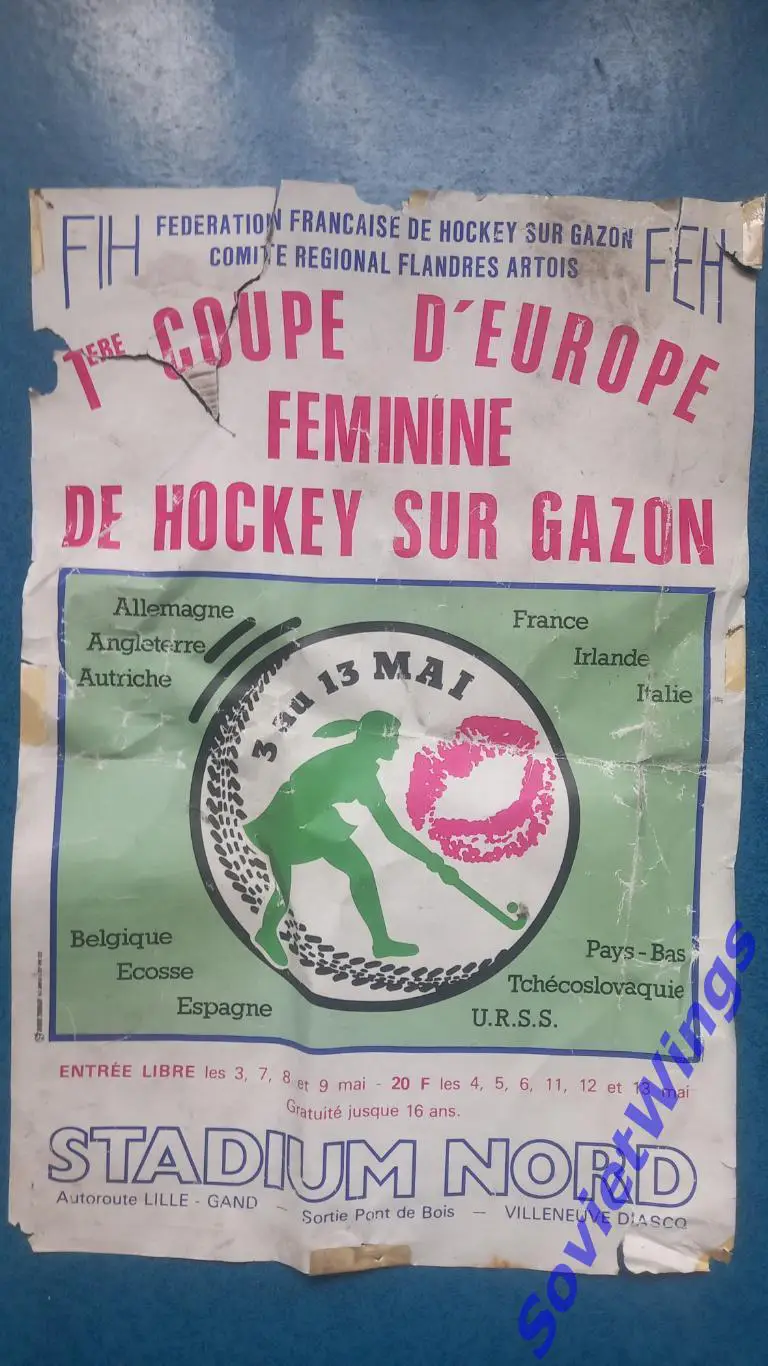 FIH
FEDERATION FRANCAISE DE HOCKEY SUR GAZON
COMITE REGIONAL FLANDRES ARTOIS
FEH
1ERE COUPE D'EUROPE
FEMININE
DE HOCKEY SUR GAZON
Allemagne
Angleterre
Autriche
France
Irlande
Italie
3 au 13 MAI
Belgique
Ecosse
Espagne
Pays-Bas
Tchécoslovaquie
U.R.S.S.
ENTRÉE LIBRE les 3, 7, 8 et 9 mai - 20 F les 4, 5, 6, 11, 12 et 13 mai
Gratuité jusque 16 ans.
STADIUM NORD
Autoroute LILLE - GAND - Sortie Pont de Bois - VILLENEUVE D'ASCQ
SovietWings